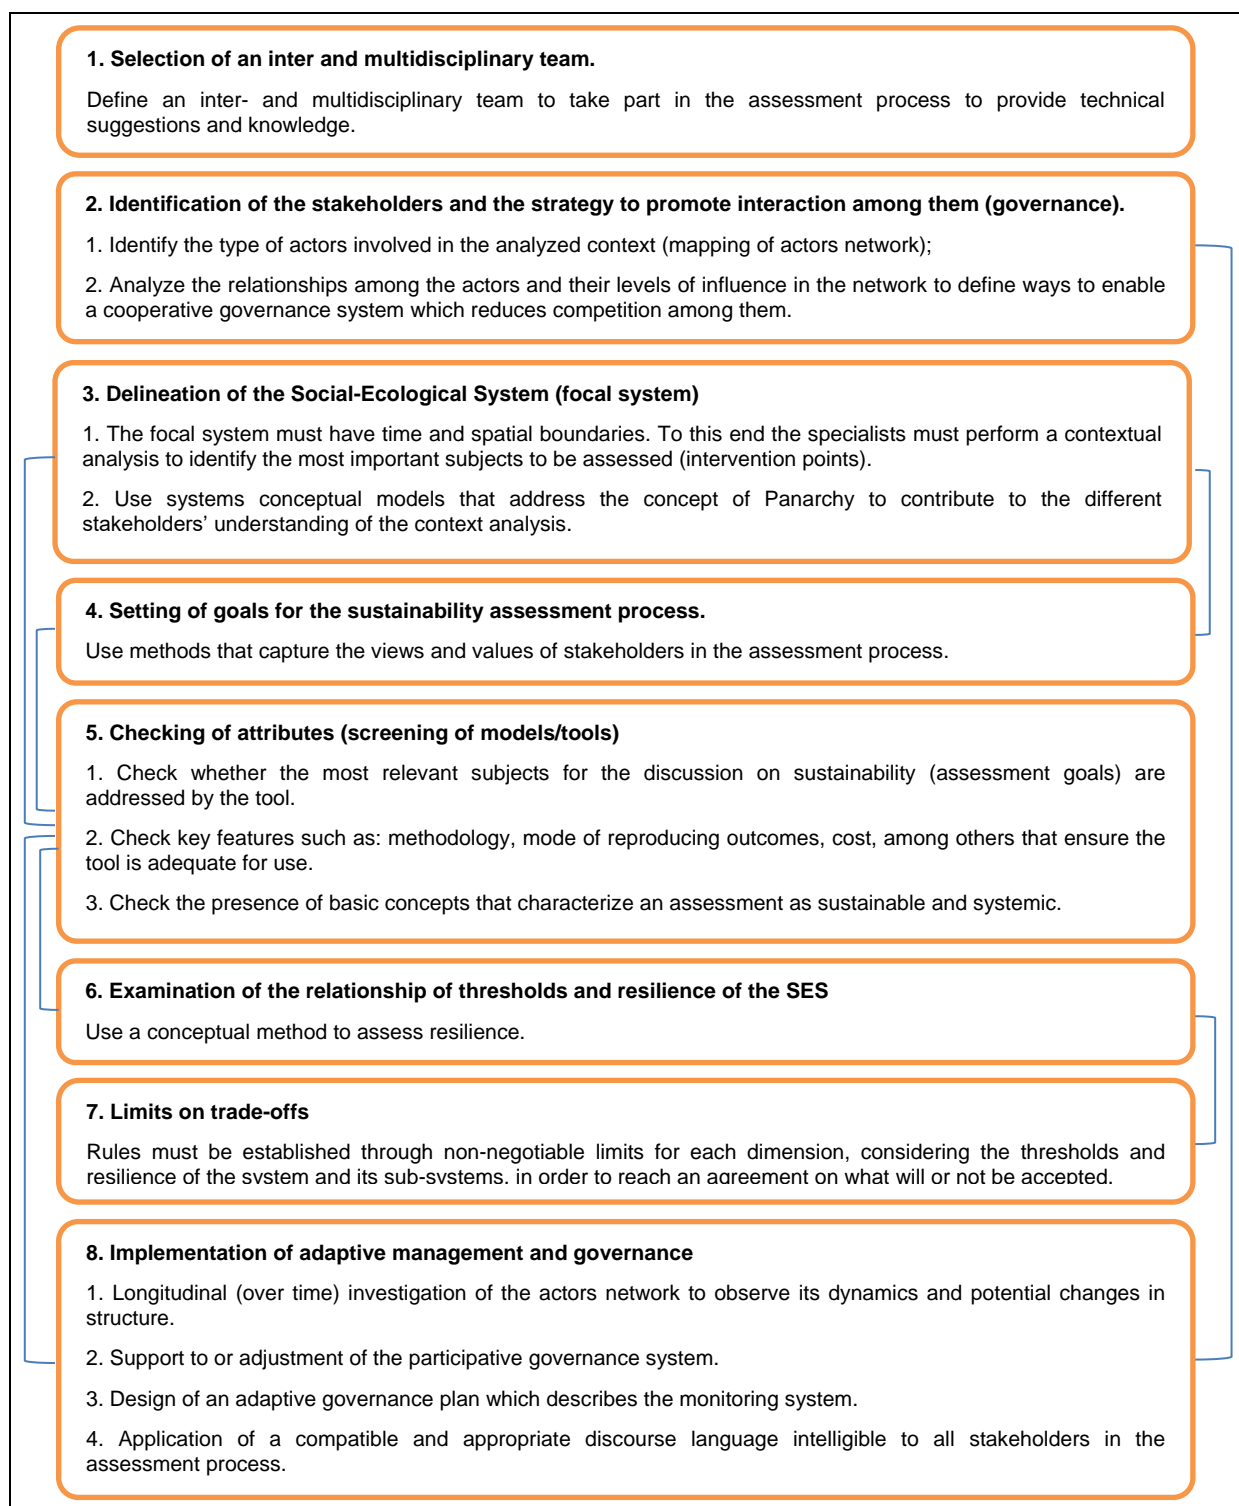 1. Selection of an inter and multidisciplinary team.
Define an inter- and multidisciplinary team to take part in the assessment process to provide technical
suggestions and knowledge.
2. Identification of the stakeholders and the strategy to promote interaction among them (governance).
1. Identify the type of actors involved in the analyzed context (mapping of actors network);
2. Analyze the relationships among the actors and their levels of influence in the network to define ways to enable
a cooperative governance system which reduces competition among them.
3. Delineation of the Social-Ecological System (focal system)
1. The focal system must have time and spatial boundaries. To this end the specialists must perform a contextual
analysis to identify the most important subjects to be assessed (intervention points).
2. Use systems conceptual models that address the concept of Panarchy to contribute to the different
stakeholders’ understanding of the context analysis.
4. Setting of goals for the sustainability assessment process.
Use methods that capture the views and values of stakeholders in the assessment process.
5. Checking of attributes (screening of models/tools)
1. Check whether the most relevant subjects for the discussion on sustainability (assessment goals) are
addressed by the tool.
2. Check key features such as: methodology, mode of reproducing outcomes, cost, among others that ensure the
tool is adequate for use.
3. Check the presence of basic concepts that characterize an assessment as sustainable and systemic.
6. Examination of the relationship of thresholds and resilience of the SES
Use a conceptual method to assess resilience.
7. Limits on trade-offs
Rules must be established through non-negotiable limits for each dimension, considering the thresholds and
resilience of the system and its sub-systems, in order to reach an agreement on what will or not be accepted.
8. Implementation of adaptive management and governance
1. Longitudinal (over time) investigation of the actors network to observe its dynamics and potential changes in
structure.
2. Support to or adjustment of the participative governance system.
3. Design of an adaptive governance plan which describes the monitoring system.
4. Application of a compatible and appropriate discourse language intelligible to all stakeholders in the
assessment process.